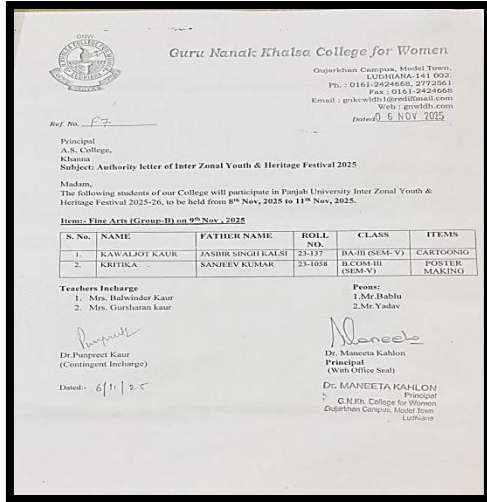 GNKCW
Guru Nanak Khalsa College for Women
Gujarkhan Campus, Model Town,
LUDHIANA-141 002.
Ph. : 0161-2424668, 2772561
Fax : 0161-2424668
Email : gnkcwldh1@rediffmail.com
Web : gnwldh.com
Ref. No. F7
Dated 0 6 NOV 2025
Principal
A.S. College,
Khanna
Subject: Authority letter of Inter Zonal Youth & Heritage Festival 2025
Madam,
The following students of our College will participate in Panjab University Inter Zonal Youth &
Heritage Festival 2025-26, to be held from 8th Nov, 2025 to 11th Nov, 2025.
Item:- Fine Arts (Group-B) on 9th Nov , 2025
S. No. NAME FATHER NAME ROLL NO. CLASS ITEMS
1. KAWALJOT KAUR JASBIR SINGH KALSI 23-137 BA-III (SEM- V) CARTOONIG
2. KRITIKA SANJEEV KUMAR 23-1058 B.COM-III (SEM-V) POSTER MAKING
Teachers Incharge
1. Mrs. Balwinder Kaur
2. Mrs. Gursharan kaur
Peons:
1.Mr.Bablu
2.Mr.Yadav
Punpreet
Dr.Punpreet Kaur
(Contingent Incharge)
Maneeta
Dr. Maneeta Kahlon
Principal
(With Office Seal)
Dated:- 6/11/25
Dr. MANEETA KAHLON
Principal
G.N.Kh. College for Women
Gujarkhan Campus, Model Town
Ludhiana